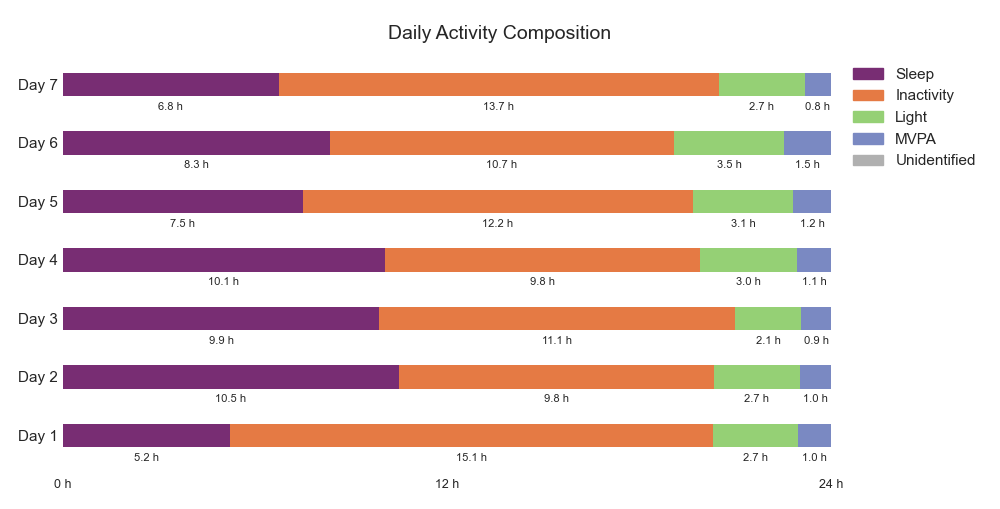 Daily Activity Composition
Sleep
Inactivity
Light
MVPA
Unidentified
Day 7
6.8 h 13.7 h 2.7 h 0.8 h
Day 6
8.3 h 10.7 h 3.5 h 1.5 h
Day 5
7.5 h 12.2 h 3.1 h 1.2 h
Day 4
10.1 h 9.8 h 3.0 h 1.1 h
Day 3
9.9 h 11.1 h 2.1 h 0.9 h
Day 2
10.5 h 9.8 h 2.7 h 1.0 h
Day 1
5.2 h 15.1 h 2.7 h 1.0 h
0 h 12 h 24 h